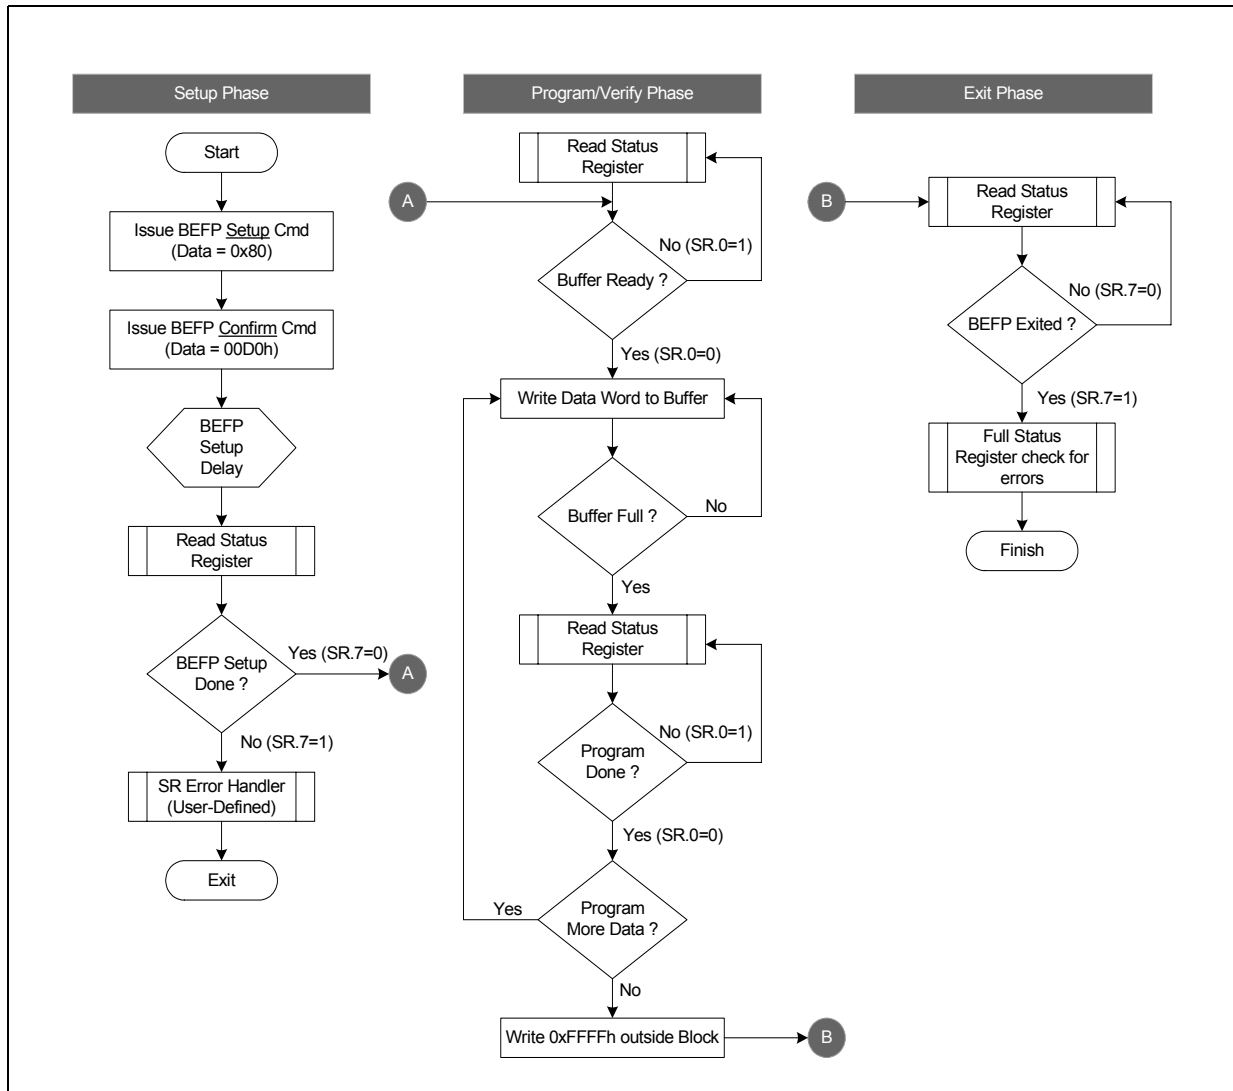 Setup Phase
Start
Issue BEFP Setup Cmd
(Data = 0x80)
Issue BEFP Confirm Cmd
(Data = 00D0h)
BEFP
Setup
Delay
Read Status
Register
BEFP Setup
Done ?
Yes (SR.7=0)
A
No (SR.7=1)
SR Error Handler
(User-Defined)
Exit
Program/Verify Phase
Read Status
Register
A
No (SR.0=1)
Buffer Ready ?
Yes (SR.0=0)
Write Data Word to Buffer
Buffer Full ?
No
Yes
Read Status
Register
No (SR.0=1)
Program
Done ?
Yes (SR.0=0)
Program
More Data ?
Yes
No
Write 0xFFFFh outside Block
B
Exit Phase
B
Read Status
Register
No (SR.7=0)
BEFP Exited ?
Yes (SR.7=1)
Full Status
Register check for
errors
Finish